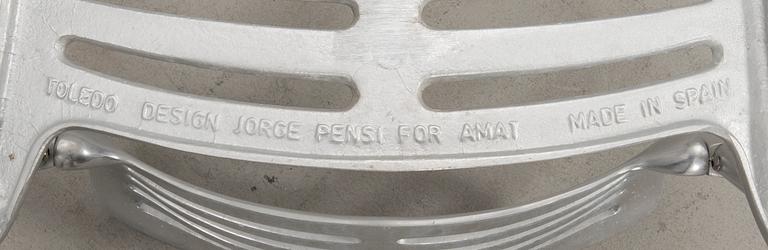 TOLEDO DESIGN JORGE PENSI FOR AMAT MADE IN SPAIN